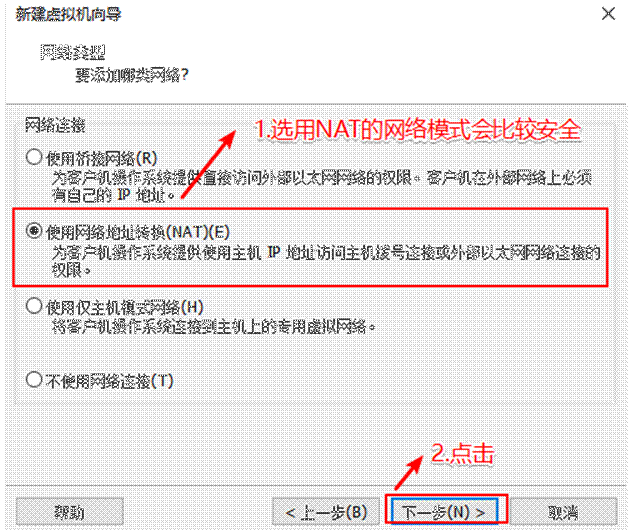 新建虚拟机向导
网络类型
要添加哪类网络?
网络连接
1.选用NAT的网络模式会比较安全
使用桥接网络(R)
为客户机操作系统提供直接访问外部以太网网络的权限。客户机在外部网络上必须
有自己的 IP 地址。
使用网络地址转换(NAT)(E)
为客户机操作系统提供使用主机 IP 地址访问主机拨号连接或外部以太网网络连接的
权限。
使用仅主机模式网络(H)
将客户机操作系统连接到主机上的专用虚拟网络。
不使用网络连接(T)
2.点击
帮助
< 上一步(B)
下一步(N) >
取消